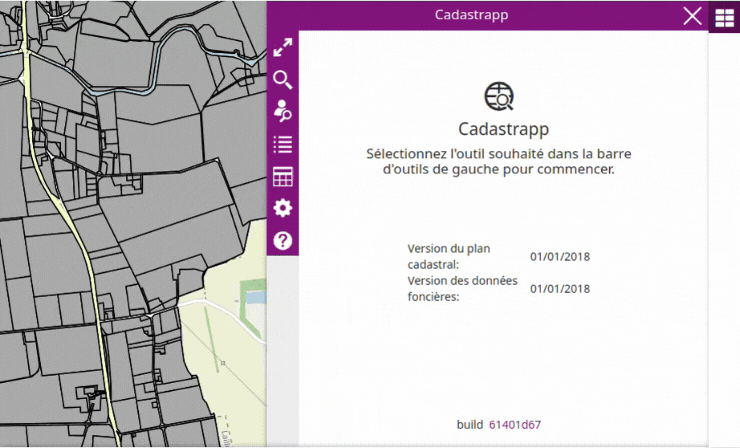 Cadastrapp
Cadastrapp
Sélectionnez l'outil souhaité dans la barre
d'outils de gauche pour commencer.
Version du plan
cadastral:
01/01/2018
Version des données
foncières:
01/01/2018
build 61401d67